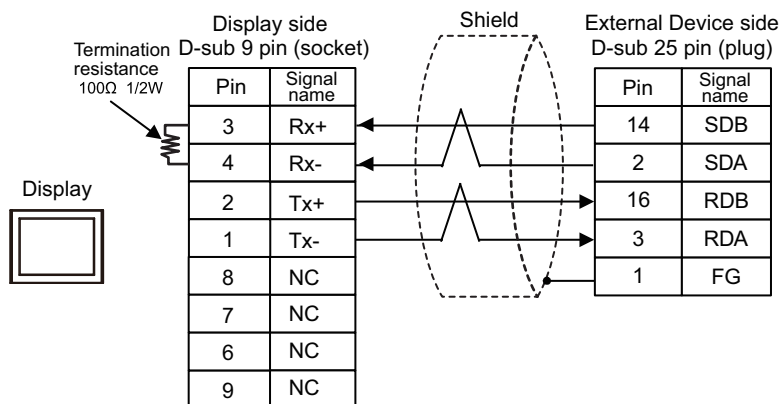 Shield
Display side
D-sub 9 pin (socket)
External Device side
D-sub 25 pin (plug)
Termination
resistance
100Ω 1/2W
Pin Signal name
3 Rx+
4 Rx-
2 Tx+
1 Tx-
8 NC
7 NC
6 NC
9 NC
Pin Signal name
14 SDB
2 SDA
16 RDB
3 RDA
1 FG
Display